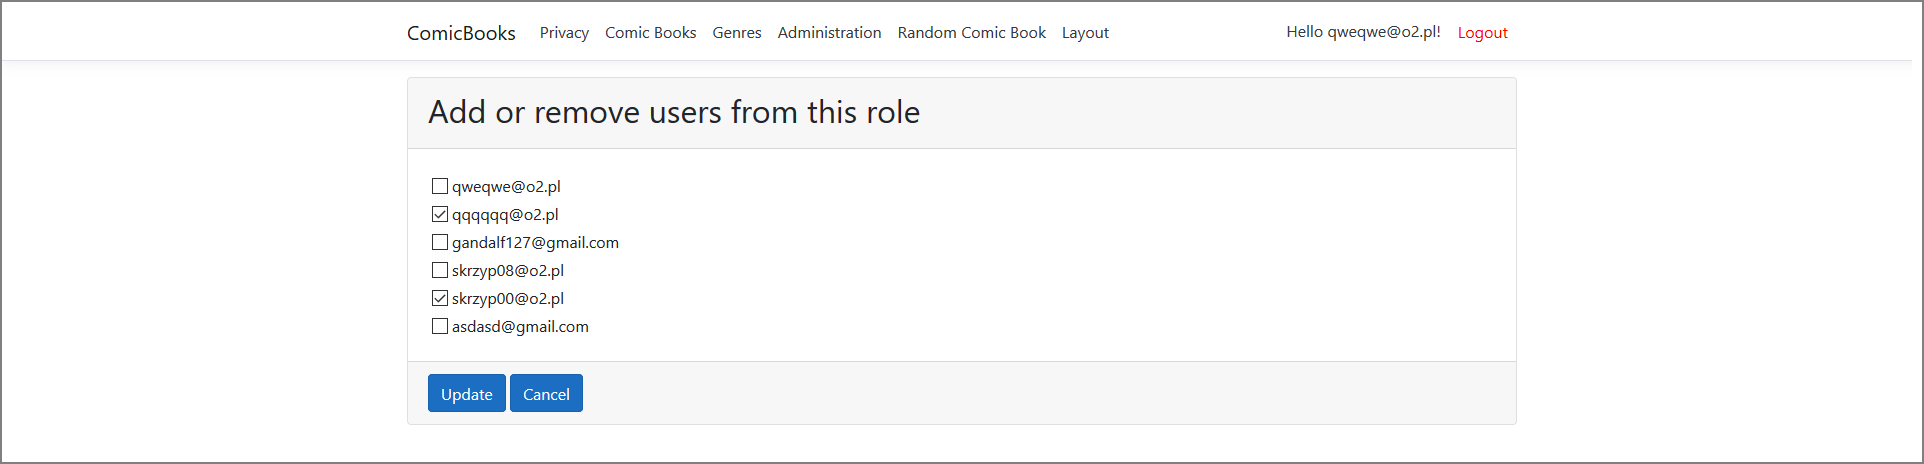 ComicBooks Privacy Comic Books Genres Administration Random Comic Book Layout Hello qweqwe@o2.pl! Logout
Add or remove users from this role
qweqwe@o2.pl
qqqqqq@o2.pl
gandalf127@gmail.com
skrzyp08@o2.pl
skrzyp00@o2.pl
asdasd@gmail.com
Update Cancel